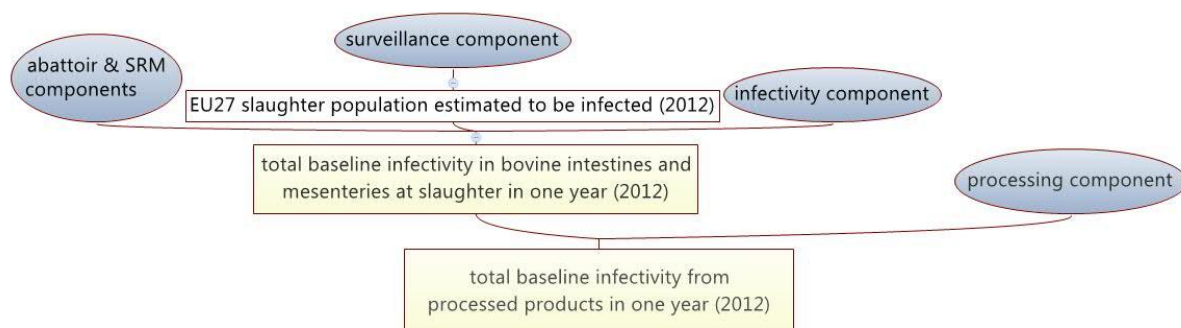 surveillance component
abattoir & SRM
components
EU27 slaughter population estimated to be infected (2012)
infectivity component
total baseline infectivity in bovine intestines and
mesenteries at slaughter in one year (2012)
processing component
total baseline infectivity from
processed products in one year (2012)